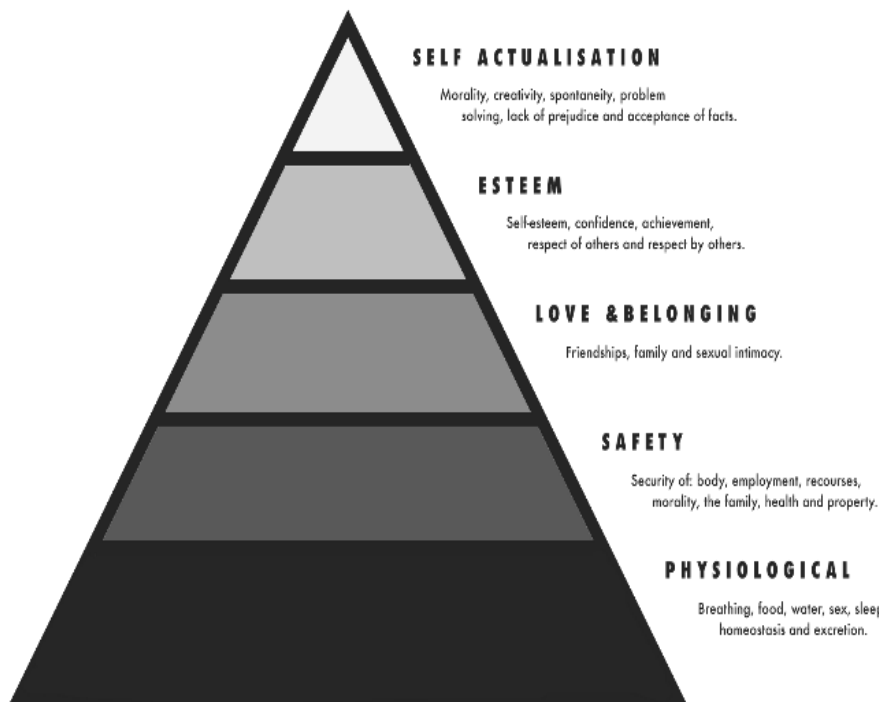 SELF ACTUALISATION
Morality, creativity, spontaneity, problem
solving, lack of prejudice and acceptance of facts.
ESTEEM
Self-esteem, confidence, achievement,
respect of others and respect by others.
LOVE &BELONGING
Friendships, family and sexual intimacy.
SAFETY
Security of: body, employment, recourses,
morality, the family, health and property.
PHYSIOLOGICAL
Breathing, food, water, sex, sleep
homeostasis and excretion.